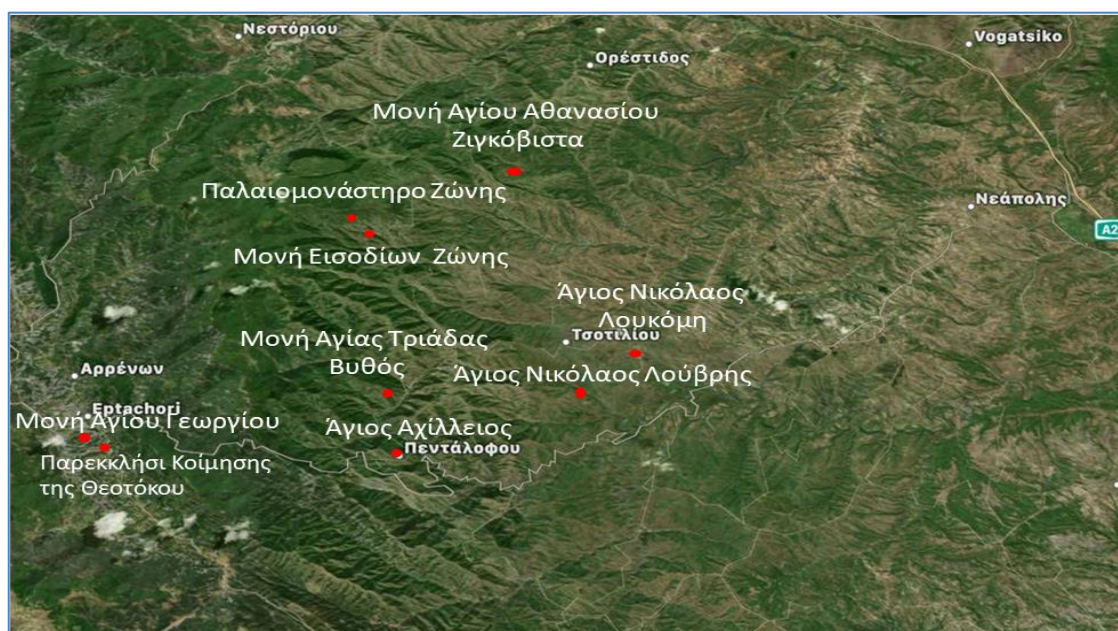 Νεστόριου
Vogatsiko
Ορέστιδος
Μονή Αγίου Αθανασίου
Ζιγκόβιστα
Παλαιομονάστηρο Ζώνης
Νεάπολης
A2
Μονή Εισοδίων Ζώνης
Άγιος Νικόλαος
Λουκόμη
Τσοτιλίου
Μονή Αγίας Τριάδας
Βυθός
Αρρένων
Άγιος Νικόλαος Λούβρης
Eptachori
Μονή Αγίου Γεωργίου
Άγιος Αχίλλειος
Πεντάλοφου
Παρεκκλήσι Κοίμησης
της Θεοτόκου